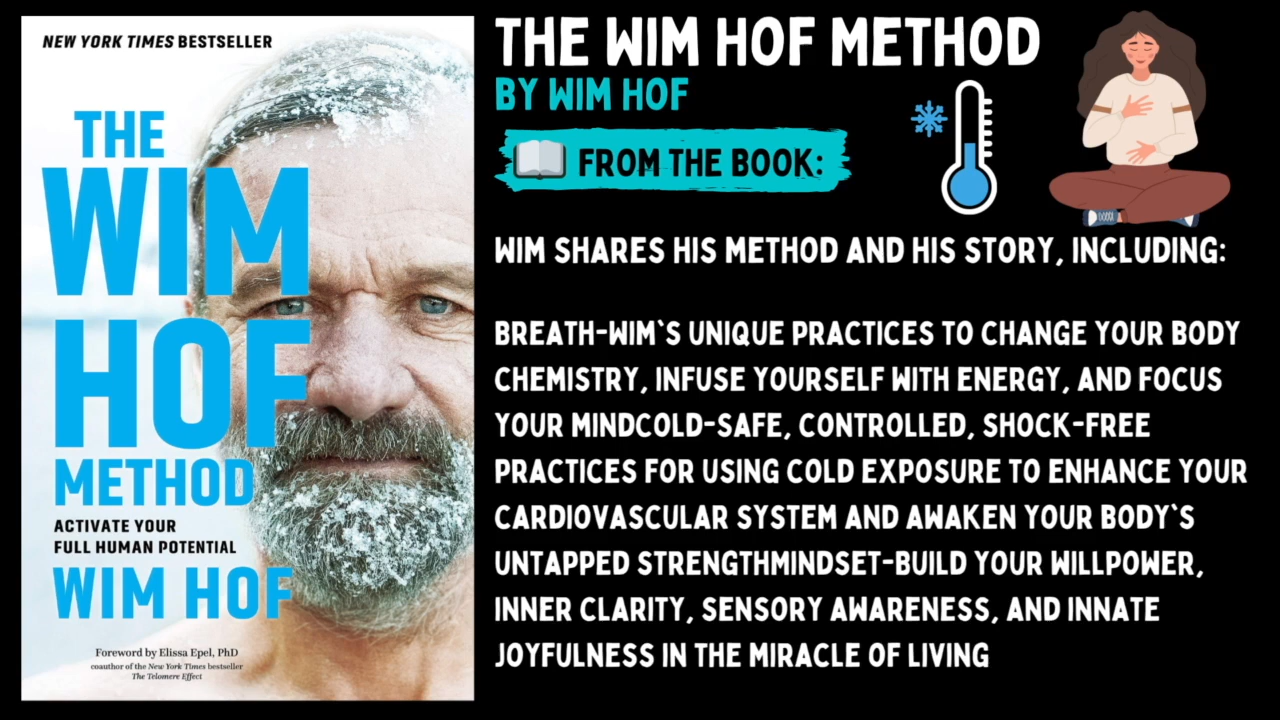 NEW YORK TIMES BESTSELLER
THE
WIM
HOF
METHOD
ACTIVATE YOUR
FULL HUMAN POTENTIAL
WIM HOF
Foreword by Elissa Epel, PhD
coauthor of the New York Times bestseller
The Telomere Effect
THE WIM HOF METHOD
BY WIM HOF
FROM THE BOOK:
WIM SHARES HIS METHOD AND HIS STORY, INCLUDING:
BREATH-WIM'S UNIQUE PRACTICES TO CHANGE YOUR BODY
CHEMISTRY, INFUSE YOURSELF WITH ENERGY, AND FOCUS
YOUR MINDCOLD-SAFE, CONTROLLED, SHOCK-FREE
PRACTICES FOR USING COLD EXPOSURE TO ENHANCE YOUR
CARDIOVASCULAR SYSTEM AND AWAKEN YOUR BODY'S
UNTAPPED STRENGTHMINDSET-BUILD YOUR WILLPOWER,
INNER CLARITY, SENSORY AWARENESS, AND INNATE
JOYFULNESS IN THE MIRACLE OF LIVING